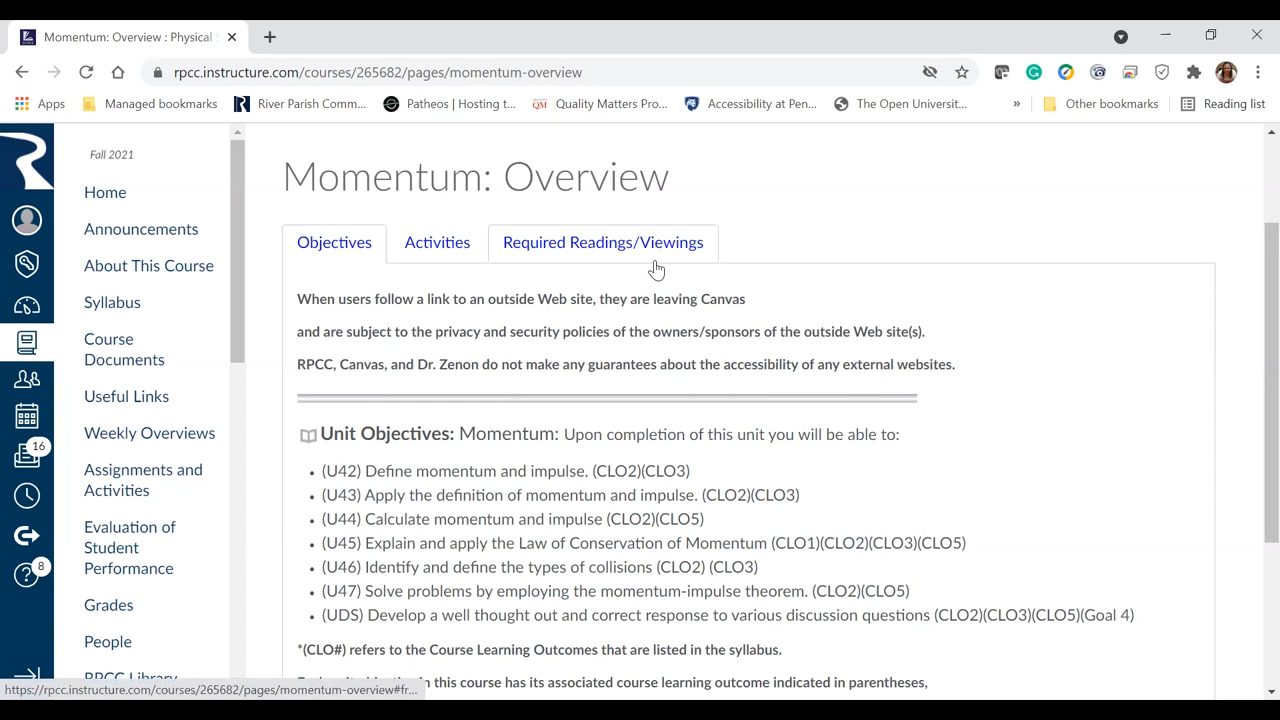 Momentum: Overview : Physical
rpcc.instructure.com/courses/265682/pages/momentum-overview
Apps Managed bookmarks River Parish Comm... Patheos | Hosting t... QM Quality Matters Pro... Accessibility at Pen... The Open Universit... » Other bookmarks Reading list
Fall 2021
Home
Announcements
About This Course
Syllabus
Course
Documents
Useful Links
Weekly Overviews
Assignments and
Activities
Evaluation of
Student
Performance
Grades
People
RPCC Library
16
8
Momentum: Overview
Objectives Activities Required Readings/Viewings
When users follow a link to an outside Web site, they are leaving Canvas
and are subject to the privacy and security policies of the owners/sponsors of the outside Web site(s).
RPCC, Canvas, and Dr. Zenon do not make any guarantees about the accessibility of any external websites.
Unit Objectives: Momentum: Upon completion of this unit you will be able to:
• (U42) Define momentum and impulse. (CLO2)(CLO3)
• (U43) Apply the definition of momentum and impulse. (CLO2)(CLO3)
• (U44) Calculate momentum and impulse (CLO2)(CLO5)
• (U45) Explain and apply the Law of Conservation of Momentum (CLO1)(CLO2)(CLO3)(CLO5)
• (U46) Identify and define the types of collisions (CLO2) (CLO3)
• (U47) Solve problems by employing the momentum-impulse theorem. (CLO2)(CLO5)
• (UDS) Develop a well thought out and correct response to various discussion questions (CLO2)(CLO3)(CLO5)(Goal 4)
*(CLO#) refers to the Course Learning Outcomes that are listed in the syllabus.
in this course has its associated course learning outcome indicated in parentheses,
https://rpcc.instructure.com/courses/265682/pages/momentum-overview#fr...